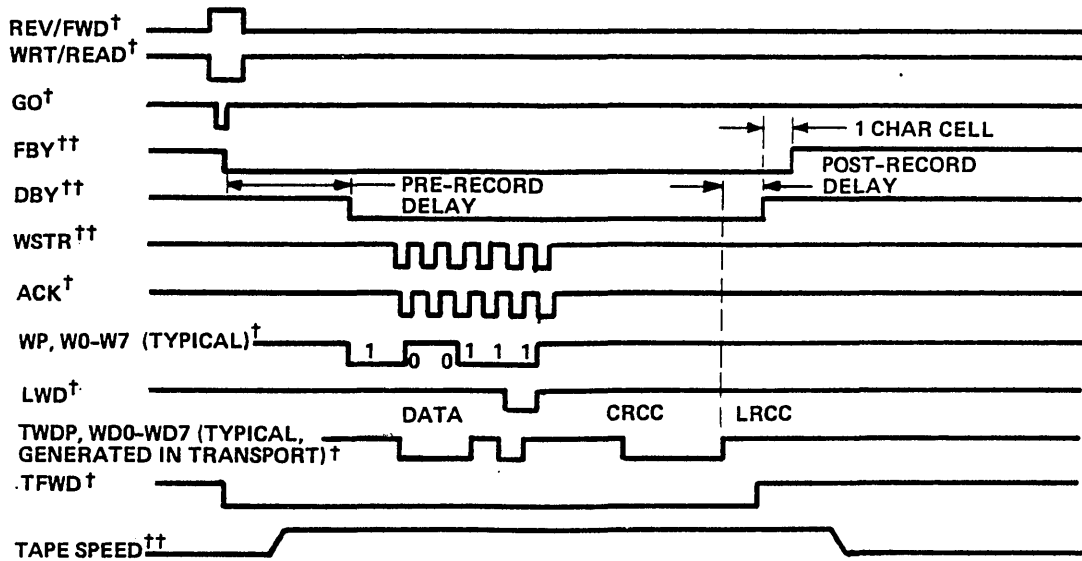 REV/FWD†
WRT/READ†
GO†
1 CHAR CELL
FBY††
POST-RECORD
DELAY
PRE-RECORD
DELAY
DBY††
WSTR††
ACK†
WP, W0-W7 (TYPICAL)†
1 0 0 1 1 1
LWD†
DATA CRCC LRCC
TWDP, WD0-WD7 (TYPICAL,
GENERATED IN TRANSPORT)†
TFWD†
TAPE SPEED††